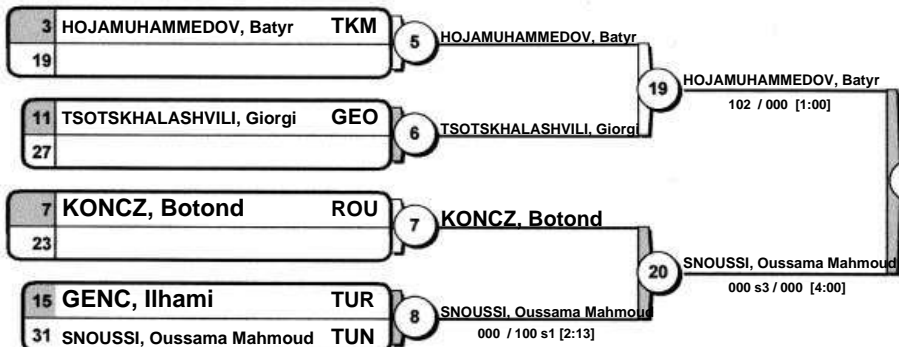 3 HOJAMUHAMMEDOV, Batyr TKM
19
5
HOJAMUHAMMEDOV, Batyr
11 TSOTSKHALASHVILI, Giorgi GEO
27
6
TSOTSKHALASHVILI, Giorgi
19
HOJAMUHAMMEDOV, Batyr
102 / 000 [1:00]
7 KONCZ, Botond ROU
23
7
KONCZ, Botond
15 GENC, Ilhami TUR
31 SNOUSSI, Oussama Mahmoud TUN
8
SNOUSSI, Oussama Mahmoud
000 / 100 s1 [2:13]
20
SNOUSSI, Oussama Mahmoud
000 s3 / 000 [4:00]